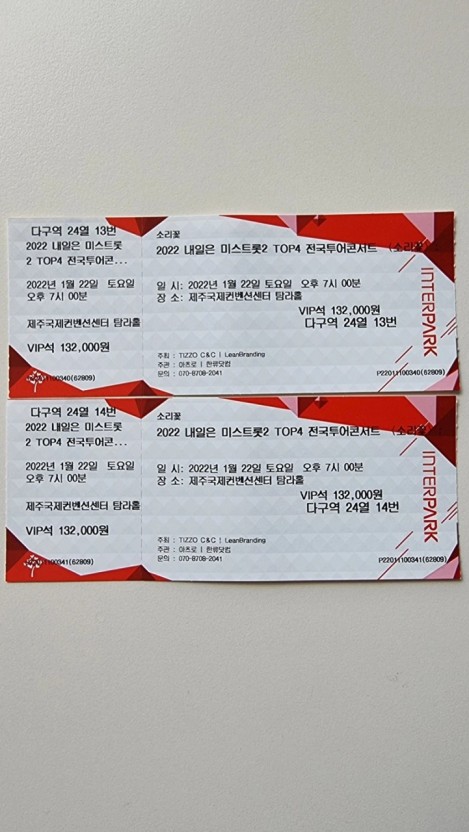 다구역 24열 13번
2022 내일은 미스트롯
2 TOP4 전국투어콘...
2022년 1월 22일 토요일
오후 7시 00분
제주국제컨벤션센터 탐라홀
VIP석 132,000원
1100340(62809)
소리꽃
2022 내일은 미스트롯2 TOP4 전국투어콘서트 (소리꽃
일 시: 2022년 1월 22일 토요일 오후 7시 00분
장 소: 제주국제컨벤션센터 탐라홀
VIP석 132,000원
다구역 24열 13번
주최 : TIZZO C&C | LeanBranding
주관 : 아츠로 | 한류닷컴
문의 : 070-8708-2041
P22011100340(62809)
INTERPARK
다구역 24열 14번
2022 내일은 미스트롯
2 TOP4 전국투어콘...
2022년 1월 22일 토요일
오후 7시 00분
제주국제컨벤션센터 탐라홀
VIP석 132,000원
1100341(62809)
소리꽃
2022 내일은 미스트롯2 TOP4 전국투어콘서트 (소리꽃
일 시: 2022년 1월 22일 토요일 오후 7시 00분
장 소: 제주국제컨벤션센터 탐라홀
VIP석 132,000원
다구역 24열 14번
주최 : TIZZO C&C | LeanBranding
주관 : 아츠로 | 한류닷컴
문의 : 070-8708-2041
P22011100341(62809)
INTERPARK